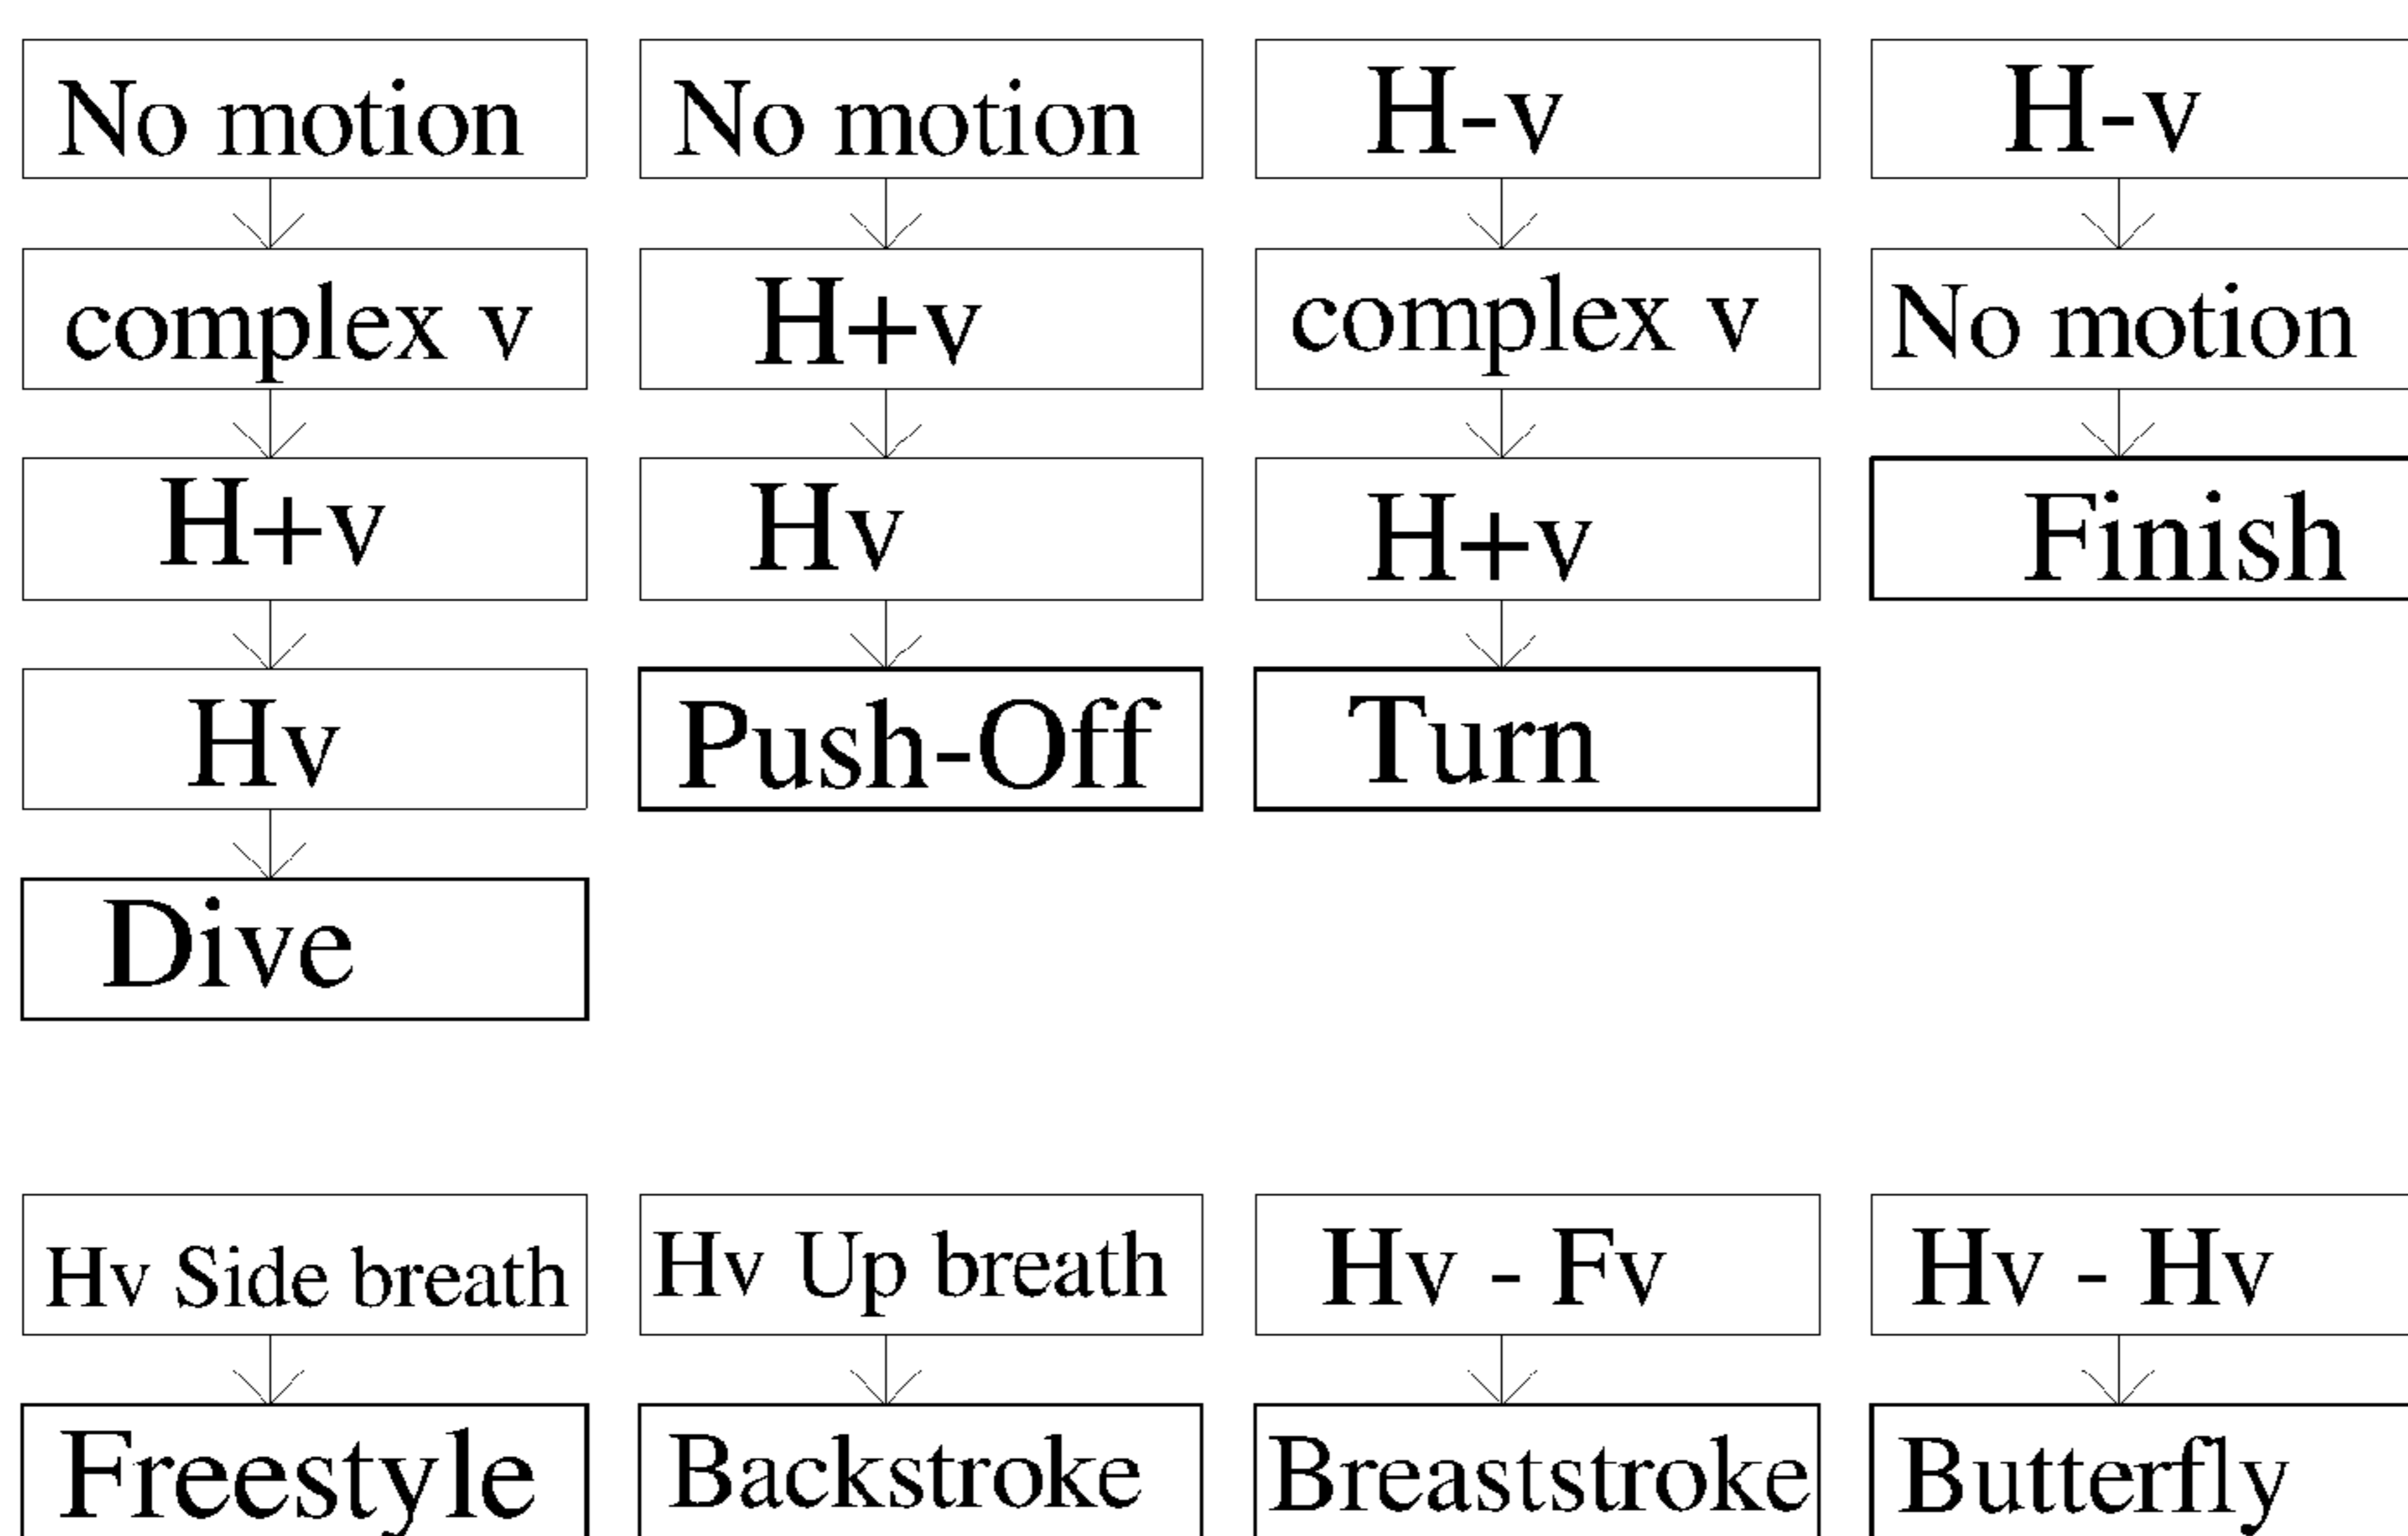 No motion
complex v
H+v
Hv
Dive
No motion
H+v
Hv
Push-Off
H-v
complex v
H+v
Turn
H-v
No motion
Finish
Hv Side breath
Freestyle
Hv Up breath
Backstroke
Hv - Fv
Breaststroke
Hv - Hv
Butterfly